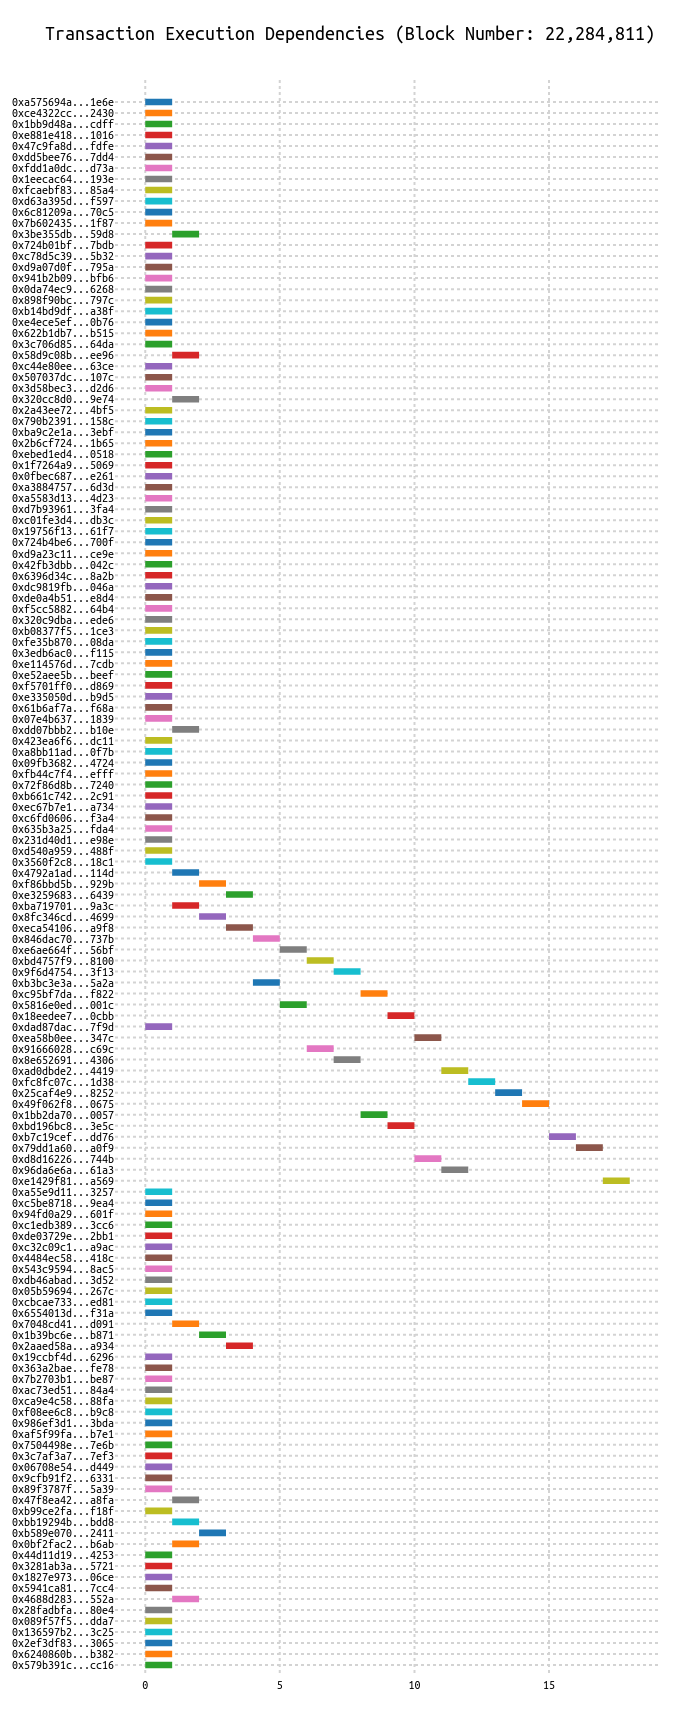 Transaction Execution Dependencies (Block Number: 22,284,811)
0xa575694a...1e6e
0xce4322cc...2430
0x1bb9d48a...cdff
0xe881e418...1016
0x47c9fa8d...fdfe
0xdd5bee76...7dd4
0xfdd1a0dc...d73a
0x1eecac64...193e
0xfcaebf83...85a4
0xd63a395d...f597
0x6c81209a...70c5
0x7b602435...1f87
0x3be355db...59d8
0x724b01bf...7bdb
0xc78d5c39...5b32
0xd9a07d0f...795a
0x941b2b09...bfb6
0x0da74ec9...6268
0x898f90bc...797c
0xb14bd9df...a38f
0xe4ece5ef...0b76
0x622b1db7...b515
0x3c706d85...64da
0x58d9c08b...ee96
0xc44e80ee...63ce
0x507037dc...107c
0x3d58bec3...d2d6
0x320cc8d0...9e74
0x2a43ee72...4bf5
0x790b2391...158c
0xba9c2e1a...3ebf
0x2b6cf724...1b65
0xebed1ed4...0518
0x1f7264a9...5069
0x0fbec687...e261
0xa3884757...6d3d
0xa5583d13...4d23
0xd7b93961...3fa4
0xc01fe3d4...db3c
0x19756f13...61f7
0x724b4be6...700f
0xd9a23c11...ce9e
0x42fb3dbb...042c
0x6396d34c...8a2b
0xdc9819fb...046a
0xde0a4b51...e8d4
0xf5cc5882...64b4
0x320c9dba...ede6
0xb08377f5...1ce3
0xfe35b870...08da
0x3edb6ac0...f115
0xe114576d...7cdb
0xe52aee5b...beef
0xf5701ff0...d869
0xe335050d...b9d5
0x61b6af7a...f68a
0x07e4b637...1839
0xdd07bbb2...b10e
0x423ea6f6...dc11
0xa8bb11ad...0f7b
0x09fb3682...4724
0xfb44c7f4...efff
0x72f86d8b...7240
0xb661c742...2c91
0xec67b7e1...a734
0xc6fd0606...f3a4
0x635b3a25...fda4
0x231d40d1...e98e
0xd540a959...488f
0x3560f2c8...18c1
0x4792a1ad...114d
0xf86bbd5b...929b
0xe3259683...6439
0xba719701...9a3c
0x8fc346cd...4699
0xeca54106...a9f8
0x846dac70...737b
0xe6ae664f...56bf
0xbd4757f9...8100
0x9f6d4754...3f13
0xb3bc3e3a...5a2a
0xc95bf7da...f822
0x5816e0ed...001c
0x18eedee7...0cbb
0xdad87dac...7f9d
0xea58b0ee...347c
0x91666028...c69c
0x8e652691...4306
0xad0dbde2...4419
0xfc8fc07c...1d38
0x25caf4e9...8252
0x49f062f8...0675
0x1bb2da70...0057
0xbd196bc8...3e5c
0xb7c19cef...dd76
0x79dd1a60...a0f9
0xd8d16226...744b
0x96da6e6a...61a3
0xe1429f81...a569
0xa55e9d11...3257
0xc5be8718...9ea4
0x94fd0a29...601f
0xc1edb389...3cc6
0xde03729e...2bb1
0xc32c09c1...a9ac
0x4484ec58...418c
0x543c9594...8ac5
0xdb46abad...3d52
0x05b59694...267c
0xcbcae733...ed81
0x6554013d...f31a
0x7048cd41...d091
0x1b39bc6e...b871
0x2aaed58a...a934
0x19ccbf4d...6296
0x363a2bae...fe78
0x7b2703b1...be87
0xac73ed51...84a4
0xca9e4c58...88fa
0xf08ee6c8...b9c8
0x986ef3d1...3bda
0xaf5f99fa...b7e1
0x7504498e...7e6b
0x3c7af3a7...7ef3
0x06708e54...d449
0x9cfb91f2...6331
0x89f3787f...5a39
0x47f8ea42...a8fa
0xb99ce2fa...f18f
0xbb19294b...bdd8
0xb589e070...2411
0x0bf2fac2...b6ab
0x44d11d19...4253
0x3281ab3a...5721
0x1827e973...06ce
0x5941ca81...7cc4
0x4688d283...552a
0x28fadbfa...80e4
0x089f57f5...dda7
0x136597b2...3c25
0x2ef3df83...3065
0x6240860b...b382
0x579b391c...cc16
0 5 10 15